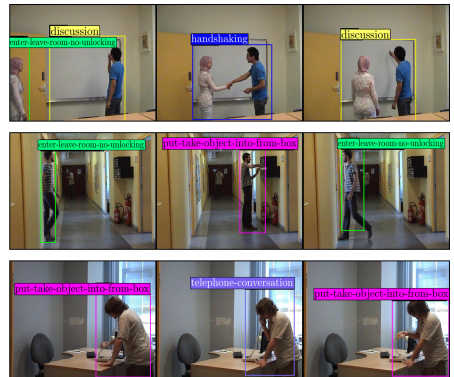 discussion
enter-leave-room-no-unlocking
handshaking
discussion
enter-leave-room-no-unlocking
put-take-object-into-from-box
enter-leave-room-no-unlocking
put-take-object-into-from-box
telephone-conversation
put-take-object-into-from-box